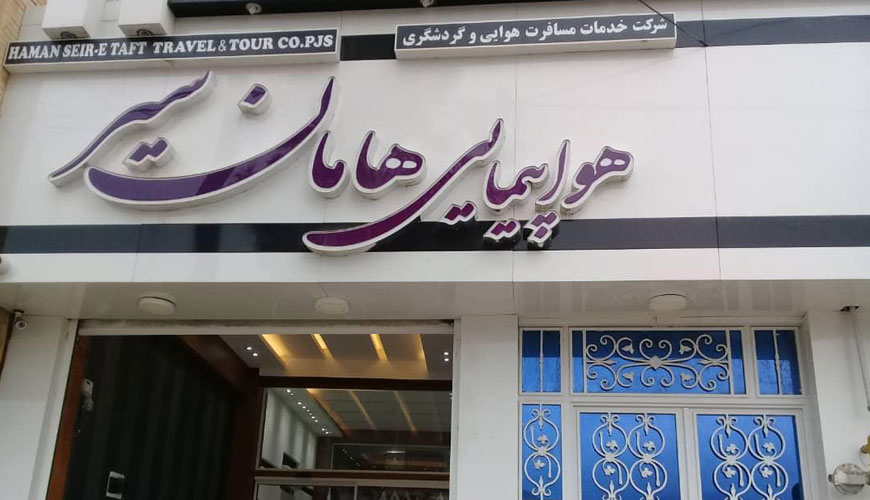 HAMAN SEIR-E TAFT TRAVEL & TOUR CO.PJS
شرکت خدمات مسافرت هوایی و گردشگری
هواپیمایی هامان سیر